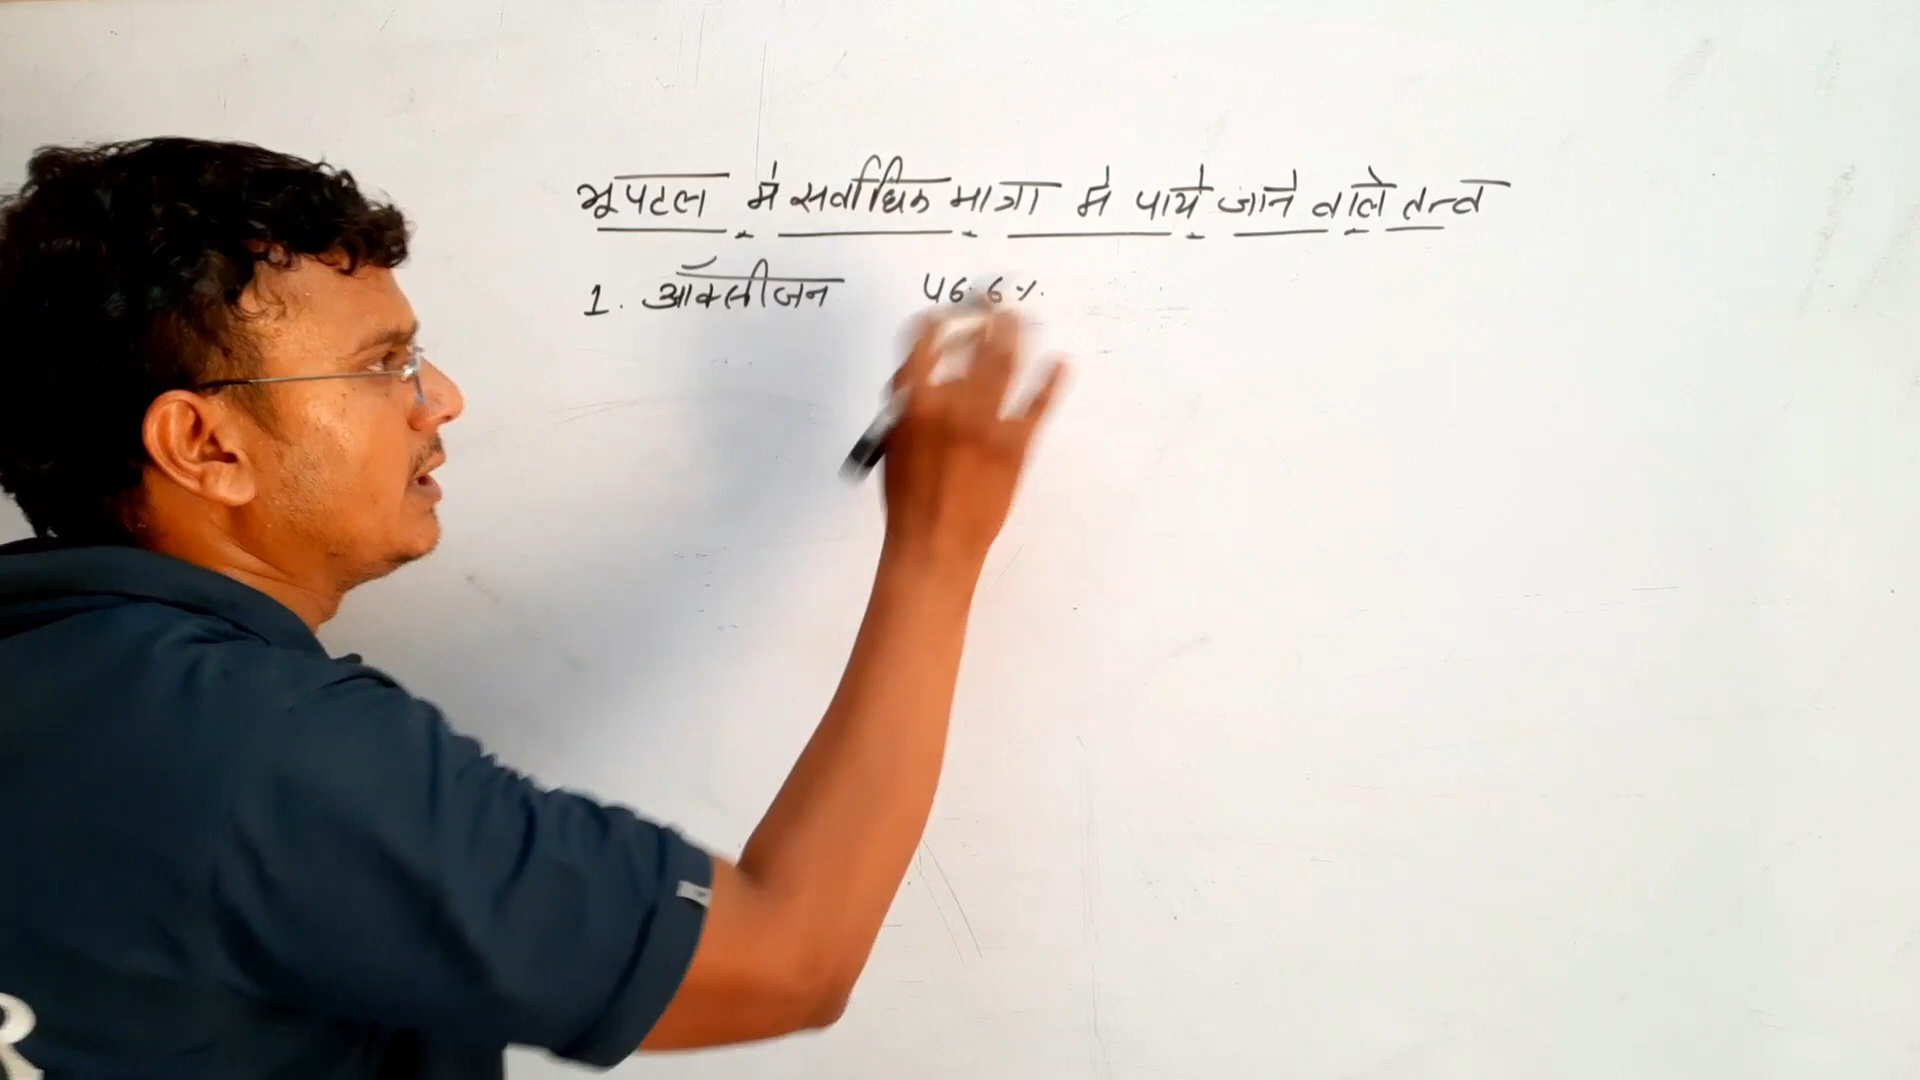 भूपटल मे सर्वाधिक मात्रा मे पाये जाने वाले तत्व
1. ऑक्सीजन 46.6%